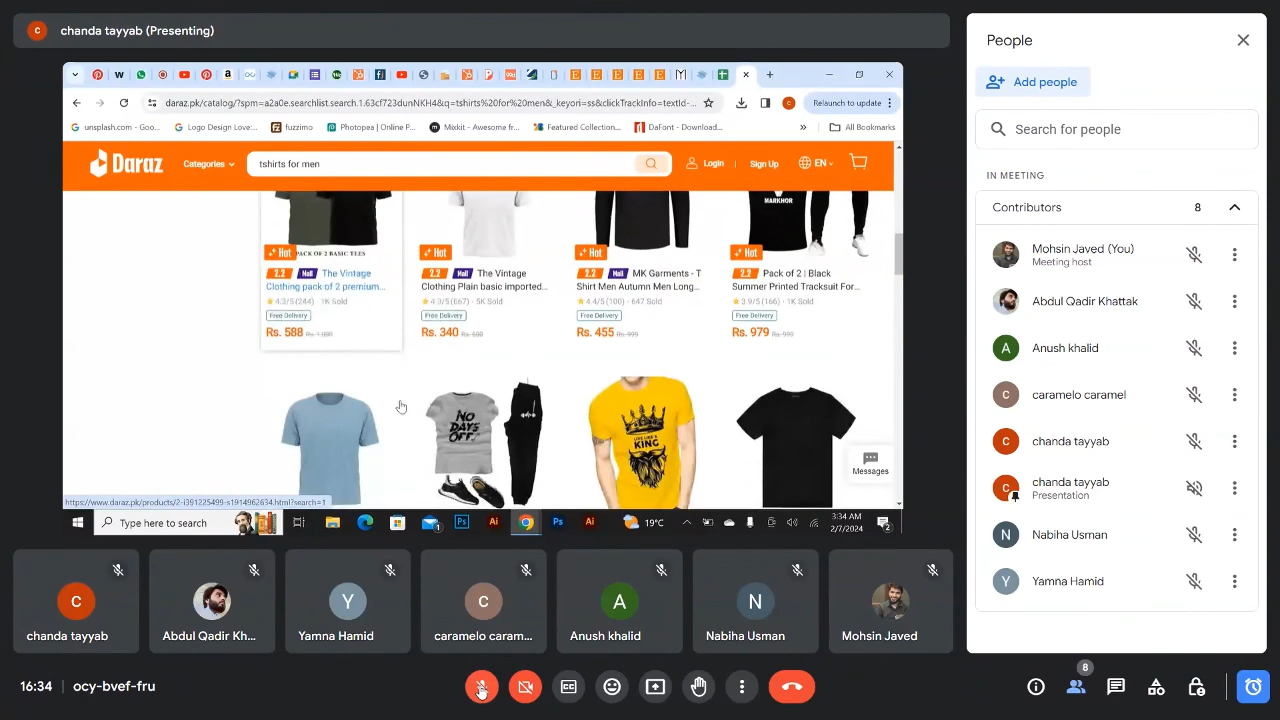 chanda tayyab (Presenting)
daraz.pk/catalog/?spm=a2a0e.searchlist.search.1.63cf723dunNKH4&q=tshirts%20for%20men&_keyori=ss&clickTrackInfo=textId-...
Relaunch to update
unsplash.com - Goo...
Logo Design Love:...
fuzzimo
Photopea | Online P...
Mixkit - Awesome fr...
Featured Collection...
DaFont - Download...
All Bookmarks
Daraz
Categories
tshirts for men
Login
Sign Up
EN
MARKHOR
Hot
PACK OF 2 BASIC TEES
Hot
Hot
Hot
2.2 Mall The Vintage
Clothing pack of 2 premium...
4.3/5 (244) 1K Sold
Free Delivery
Rs. 588
2.2 Mall The Vintage
Clothing Plain basic imported...
4.3/5 (667) 5K Sold
Free Delivery
Rs. 340
2.2 Mall MK Garments - T
Shirt Men Autumn Men Long...
4.4/5 (100) 647 Sold
Free Delivery
Rs. 455 Rs. 999
2.2 Pack of 2 | Black
Summer Printed Tracksuit For...
3.9/5 (166) 1K Sold
Free Delivery
Rs. 979 Rs. 990
NO
DAYS
OFF.
LIVE LIKE A
KING
Messages
https://www.daraz.pk/products/2-i391225499-s1914962634.html?search=1
Type here to search
19°C
3:34 AM
2/7/2024
chanda tayyab
Abdul Qadir Kh...
Yamna Hamid
caramelo caram...
Anush khalid
Nabiha Usman
Mohsin Javed
16:34 | ocy-bvef-fru
8
People
Add people
Search for people
IN MEETING
Contributors 8
Mohsin Javed (You)
Meeting host
Abdul Qadir Khattak
Anush khalid
caramelo caramel
chanda tayyab
chanda tayyab
Presentation
Nabiha Usman
Yamna Hamid